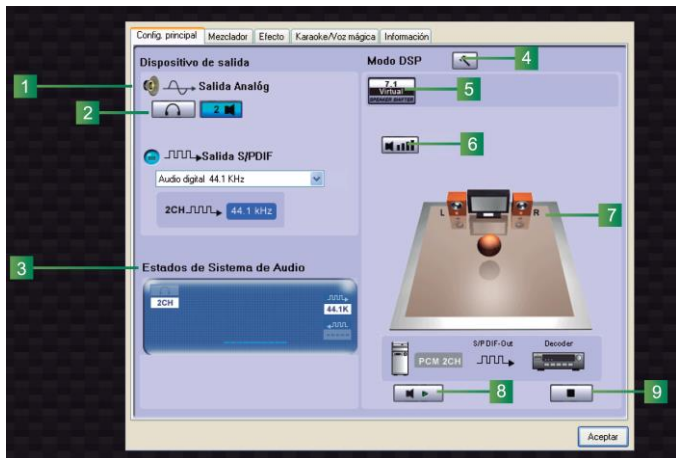 Config. principal Mezclador Efecto Karaoke/Voz mágica Información
Dispositivo de salida
Modo DSP
4
1
Salida Analóg
7.1
Virtual
SPEAKER SHIFTER
5
2
2
6
Salida S/PDIF
Audio digital 44.1 KHz
2CH
44.1 kHz
L
R
7
3
Estados de Sistema de Audio
2CH
44.1K
S/PDIF-Out
Decoder
PCM 2CH
8
9
Aceptar